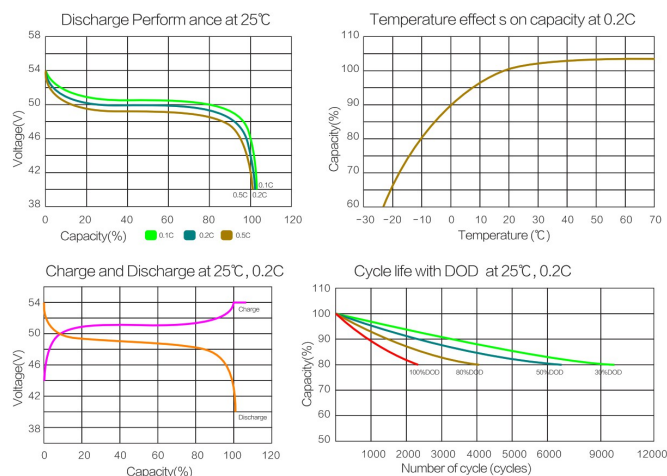 Discharge Perform ance at 25℃
58
54
50
46
42
38
Voltage(V)
0.1C
0.5C 0.2C
0 20 40 60 80 100 120
Capacity(%)
0.1C 0.2C 0.5C
Temperature effect s on capacity at 0.2C
110
100
90
80
70
60
Capacity(%)
-30 -20 -10 0 10 20 30 40 50 60 70
Temperature (℃)
Charge and Discharge at 25℃, 0.2C
54
50
46
42
38
Voltage(V)
Charge
Discharge
0 20 40 60 80 100 120
Capacity(%)
Cycle life with DOD at 25℃, 0.2C
110
100
90
80
60
50
Capacity(%)
100%DOD 80%DOD 50%DOD 30%DOD
1000 2000 3000 4000 5000 6000 9000 12000
Number of cycle (cycles)